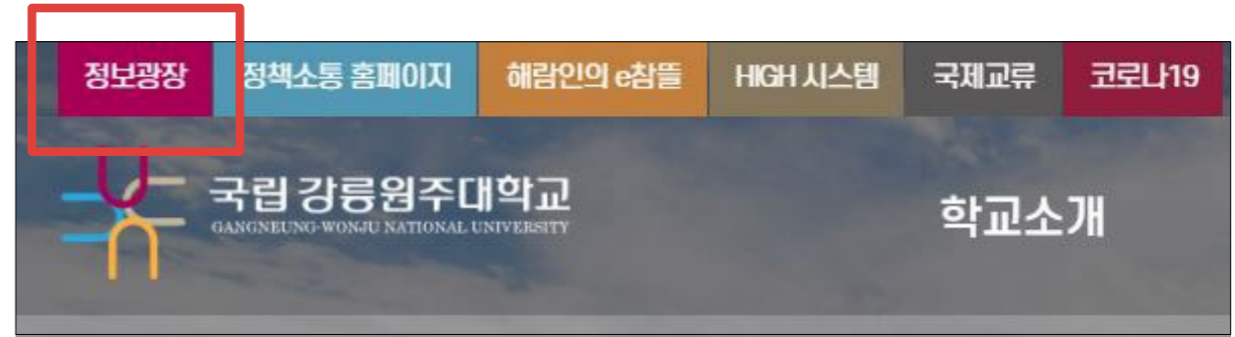 정보광장 정책소통 홈페이지 해람인의 e참뜰 HIGH 시스템 국제교류 코로나19
국립 강릉원주대학교 학교소개
GANGNEUNG-WONJU NATIONAL UNIVERSITY